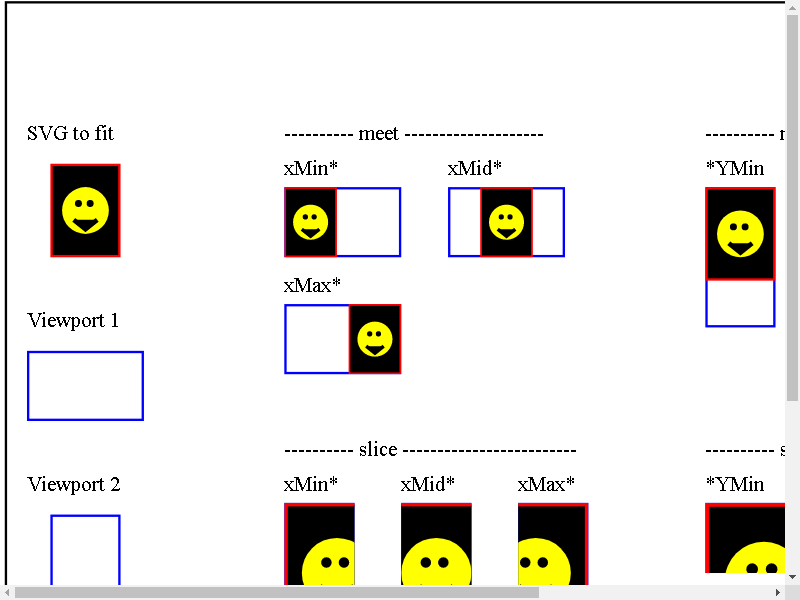 SVG to fit
---------- meet --------------------
----------
xMin*
xMid*
*YMin
xMax*
Viewport 1
---------- slice -------------------------
----------
Viewport 2
xMin*
xMid*
xMax*
*YMin